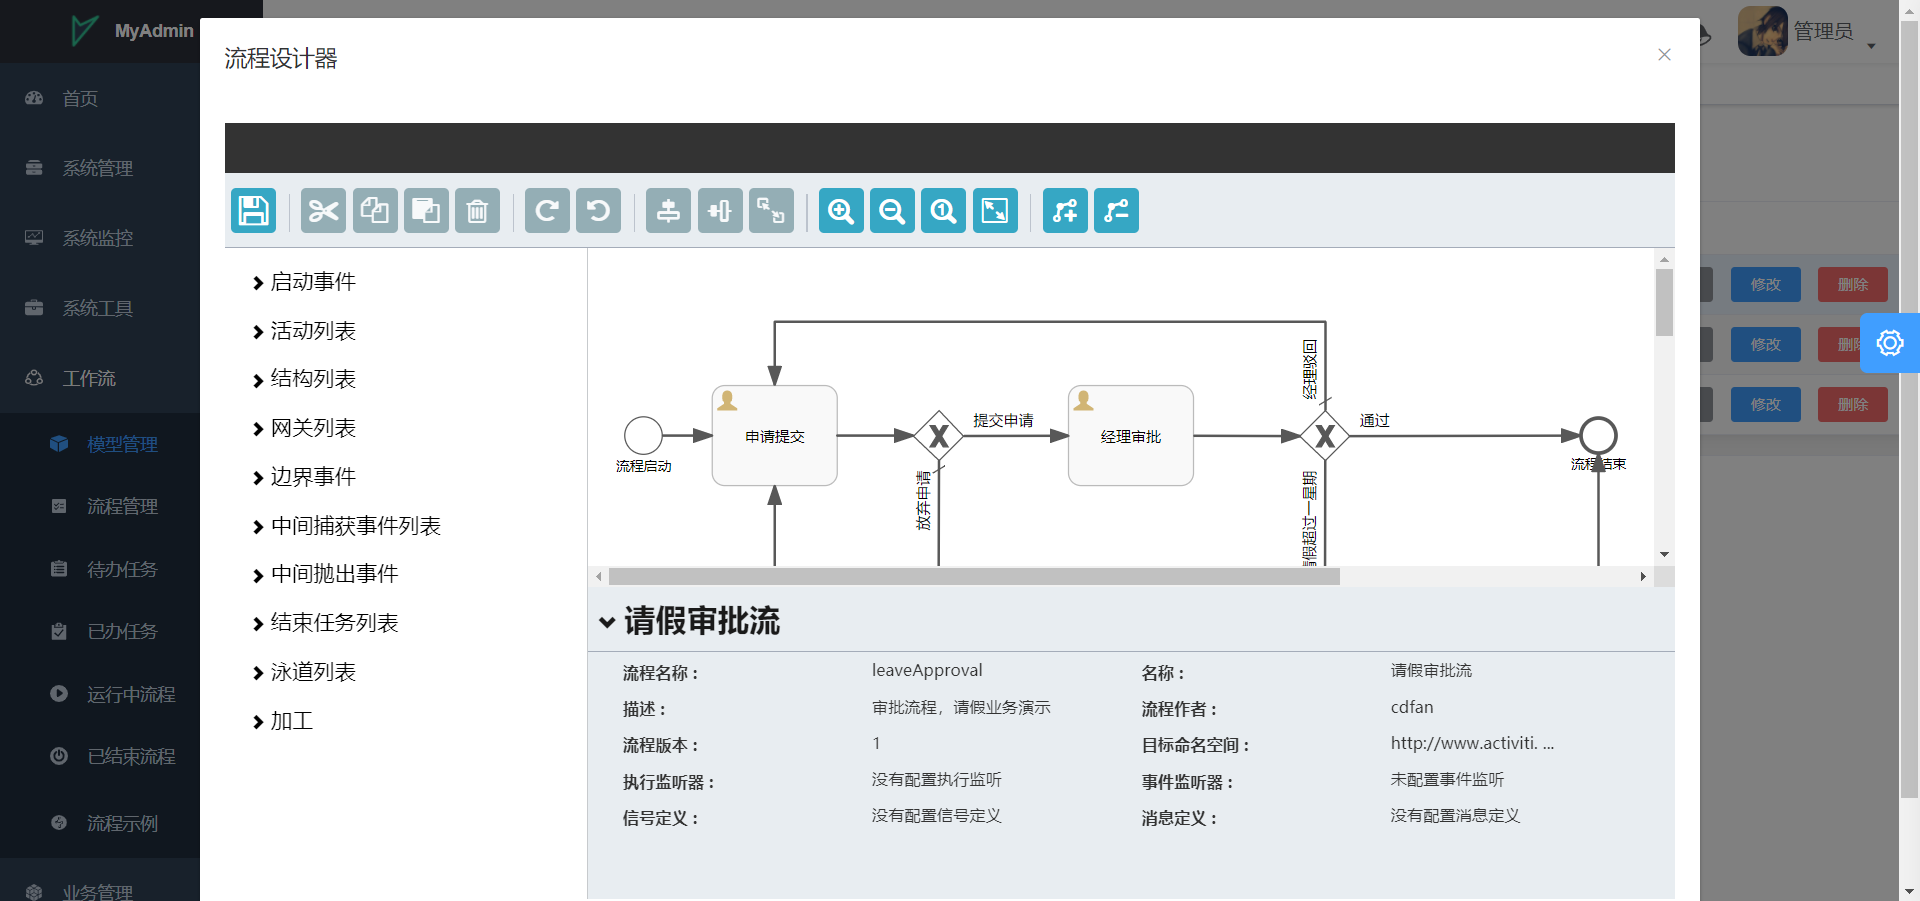 MyAdmin
管理员
流程设计器
首页
系统管理
系统监控
系统工具
工作流
模型管理
流程管理
待办任务
已办任务
运行中流程
已结束流程
流程示例
业务管理
启动事件
活动列表
结构列表
网关列表
边界事件
中间捕获事件列表
中间抛出事件
结束任务列表
泳道列表
加工
流程启动
申请提交
提交申请
放弃申请
经理审批
经理驳回
通过
请假超过一星期
流程结束
请假审批流
流程名称： leaveApproval 名称： 请假审批流
描述： 审批流程，请假业务演示 流程作者： cdfan
流程版本： 1 目标命名空间： http://www.activiti. ...
执行监听器： 没有配置执行监听 事件监听器： 未配置事件监听
信号定义： 没有配置信号定义 消息定义： 没有配置消息定义
修改 删除
修改 删除
修改 删除